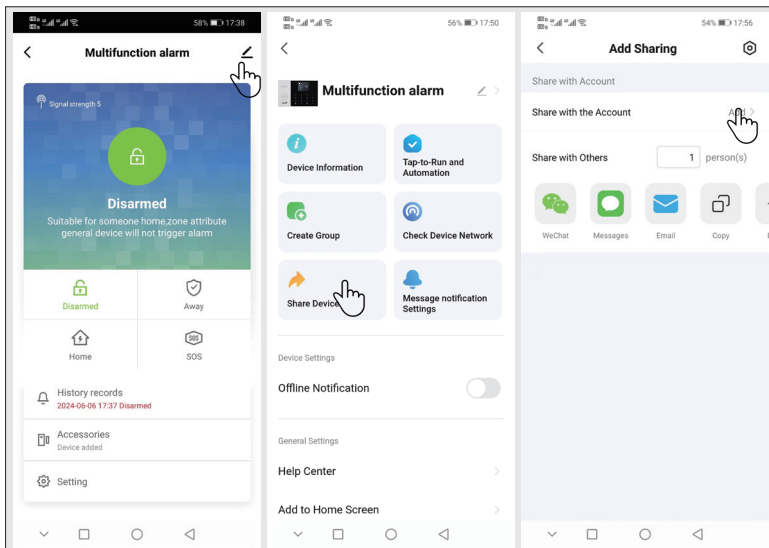 58% 17:38
Multifunction alarm
Signal strength 5
Disarmed
Suitable for someone home,zone attribute
general device will not trigger alarm
Disarmed
Away
Home
SOS
SOS
History records
2024-06-06 17:37 Disarmed
Accessories
Device added
Setting
56% 17:50
Multifunction alarm
Device Information
Tap-to-Run and
Automation
Create Group
Check Device Network
Share Device
Message notification
Settings
Device Settings
Offline Notification
General Settings
Help Center
Add to Home Screen
54% 17:56
Add Sharing
Share with Account
Share with the Account
Add
Share with Others
1 person(s)
WeChat
Messages
Email
Copy